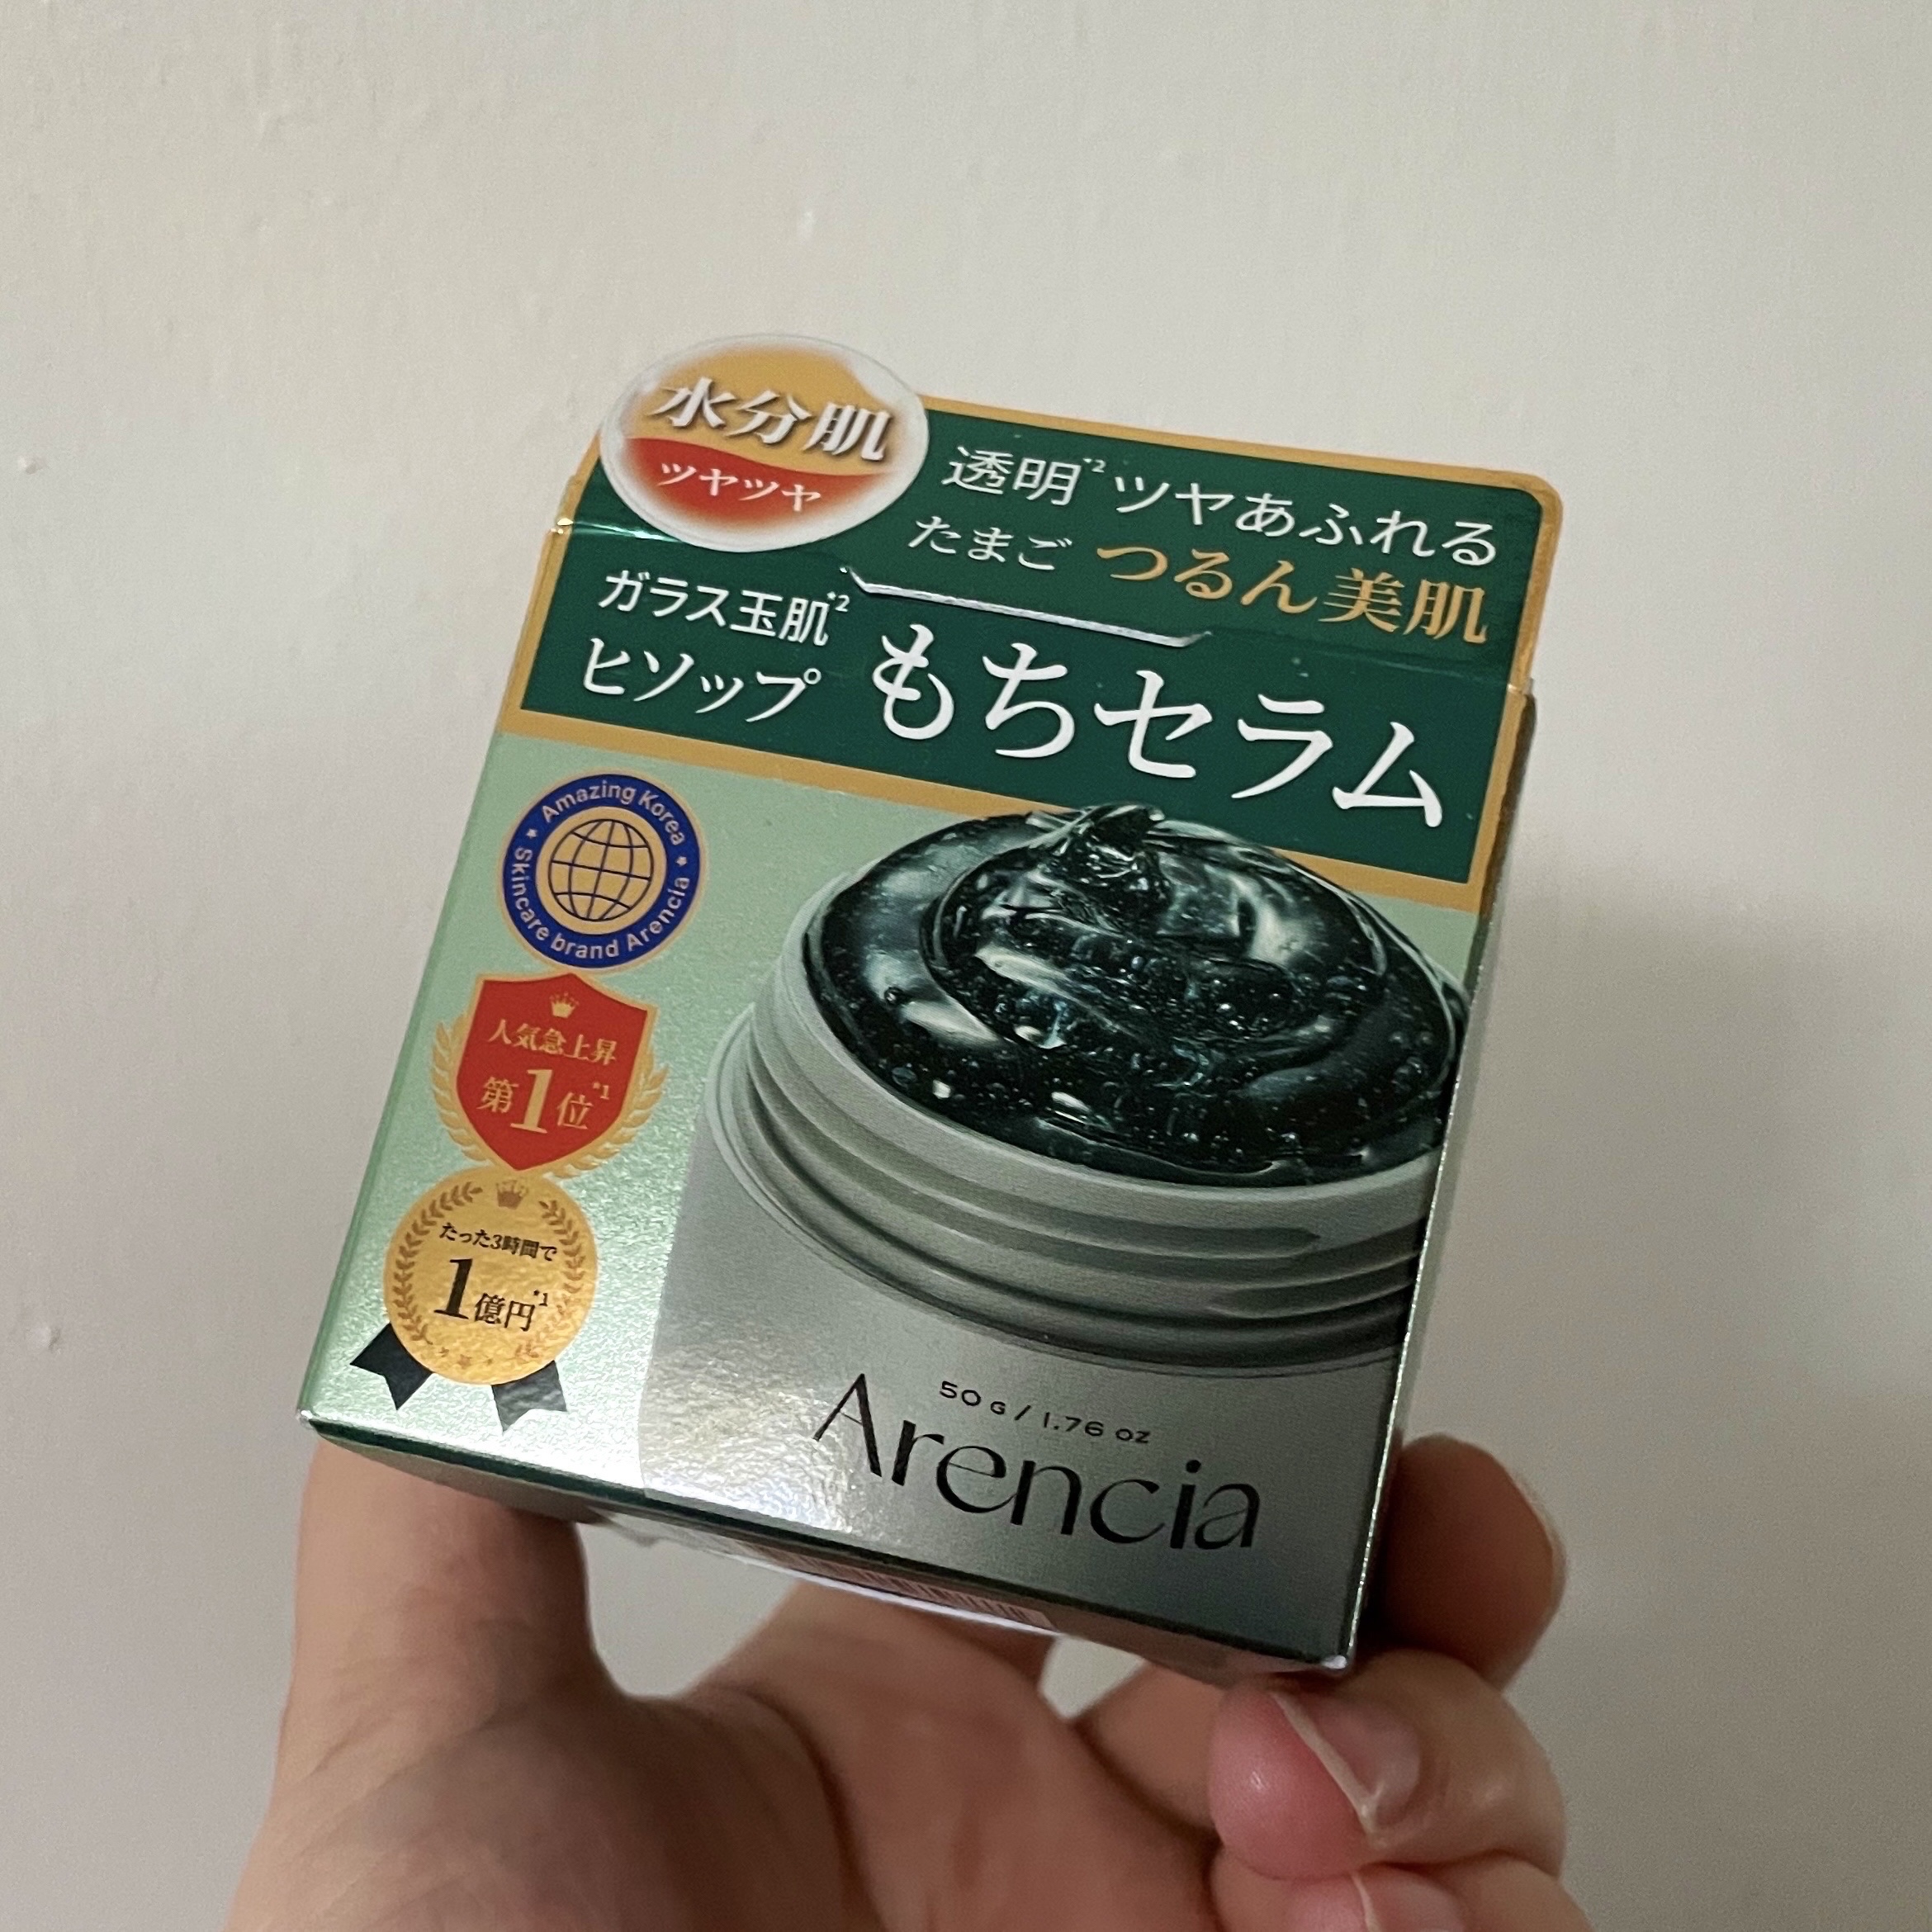 水分肌
ツヤツヤ
透明*2ツヤあふれる
たまご つるん美肌
ガラス玉肌*2
ヒソップ もちセラム
Amazing Korea
Skincare brand Arencia
人気急上昇
第1位*1
たった3時間で
1億円*1
50 G / 1.76 OZ
Arencia